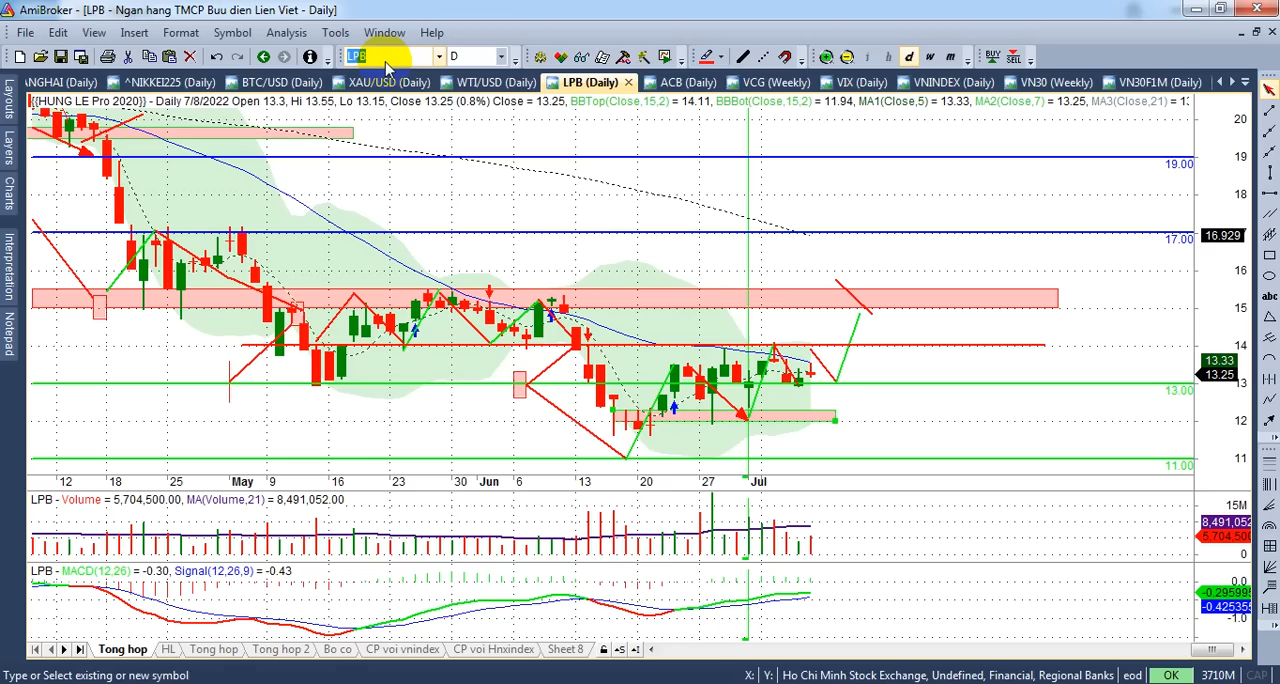 AmiBroker - [LPB - Ngan hang TMCP Buu dien Lien Viet - Daily]
File Edit View Insert Format Symbol Analysis Tools Window Help
LPB D i h d w m BUY SELL
NGHAI (Daily) ^NIKKEI225 (Daily) BTC/USD (Daily) XAU/USD (Daily) WTI/USD (Daily) LPB (Daily) ACB (Daily) VCG (Weekly) VIX (Daily) VNINDEX (Daily) VN30 (Weekly) VN30F1M (Daily)
{{HUNG LE Pro 2020}} - Daily 7/8/2022 Open 13.3, Hi 13.55, Lo 13.15, Close 13.25 (0.8%) Close = 13.25, BBTop(Close,15,2) = 14.11, BBBot(Close,15,2) = 11.94, MA1(Close,5) = 13.33, MA2(Close,7) = 13.25, MA3(Close,21) = 1
Layouts
Layers
Charts
Interpretation
Notepad
abc
20
19
19.00
18
17.00
16.929
16
15
14
13.33
13.25
13
13.00
12
11
11.00
12 18 25 May 9 16 23 30 Jun 6 13 20 27 Jul
LPB - Volume = 5,704,500.00, MA(Volume,21) = 8,491,052.00
15M
8,491,052
5,704,500
0
LPB - MACD(12,26) = -0.30, Signal(12,26,9) = -0.43
0.0
-0.295995
-0.425355
-1.0
Tong hop HL Tong hop Tong hop 2 Bo co CP voi vnindex CP voi Hnxindex Sheet 8
Type or Select existing or new symbol X: Y: Ho Chi Minh Stock Exchange, Undefined, Financial, Regional Banks eod OK 3710M CAP